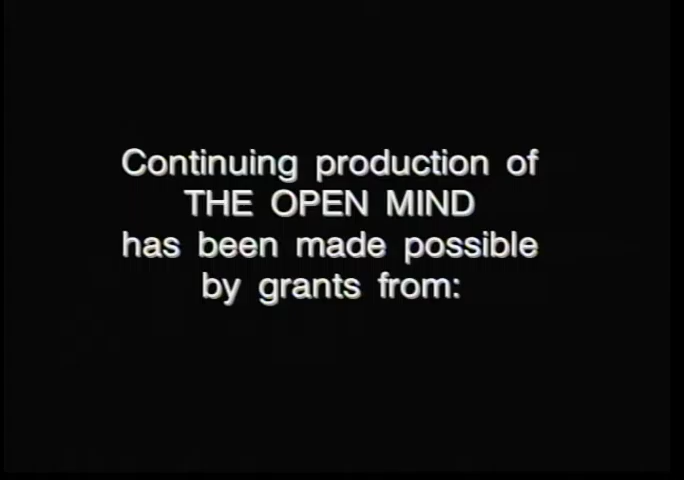 Continuing production of
THE OPEN MIND
has been made possible
by grants from: